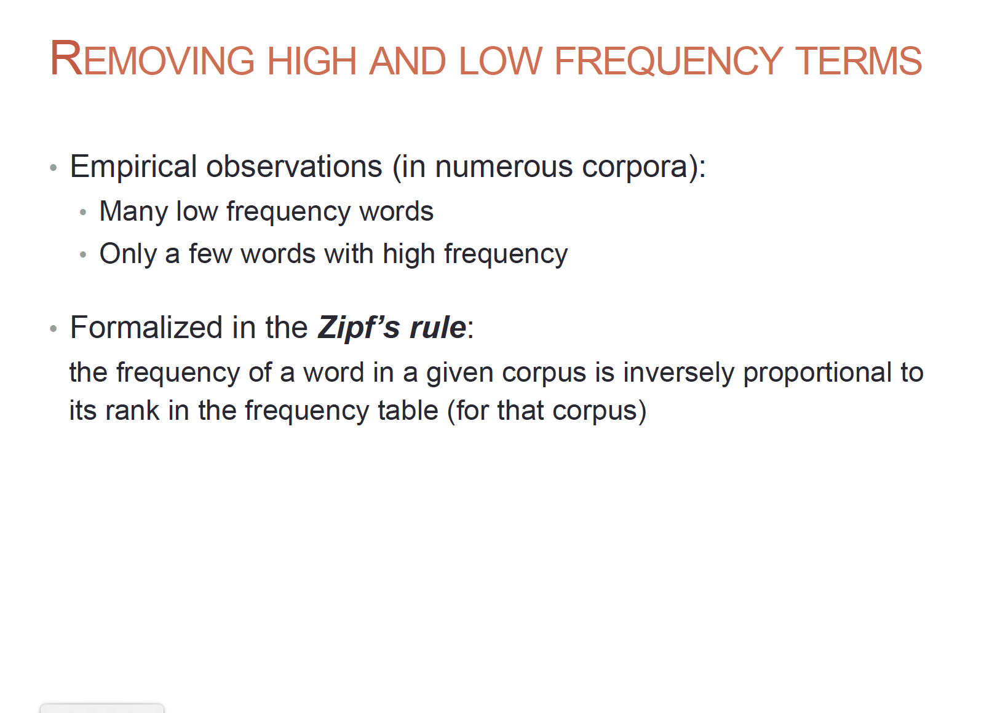 REMOVING HIGH AND LOW FREQUENCY TERMS
• Empirical observations (in numerous corpora):
• Many low frequency words
• Only a few words with high frequency
• Formalized in the Zipf’s rule:
the frequency of a word in a given corpus is inversely proportional to
its rank in the frequency table (for that corpus)